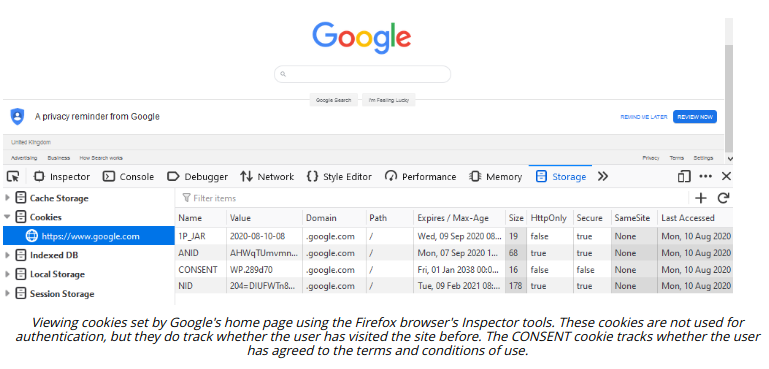 Google
Google Search I'm Feeling Lucky
A privacy reminder from Google REMIND ME LATER REVIEW NOW
United Kingdom
Advertising Business How Search works Privacy Terms Settings
Inspector Console Debugger Network Style Editor Performance Memory Storage
Cache Storage Filter items
Cookies Name Value Domain Path Expires / Max-Age Size HttpOnly Secure SameSite Last Accessed
https://www.google.com 1P_JAR 2020-08-10-08 .google.com / Wed, 09 Sep 2020 08... 19 false true None Mon, 10 Aug 2020
Indexed DB ANID AHWqTUmvmn... .google.com / Mon, 07 Sep 2020 1... 68 true true None Mon, 10 Aug 2020
Local Storage CONSENT WP.289d70 .google.com / Fri, 01 Jan 2038 00:0... 16 false false None Mon, 10 Aug 2020
Session Storage NID 204=DIUFWTn8... .google.com / Tue, 09 Feb 2021 08... 178 true true None Mon, 10 Aug 2020
Viewing cookies set by Google's home page using the Firefox browser's Inspector tools. These cookies are not used for
authentication, but they do track whether the user has visited the site before. The CONSENT cookie tracks whether the user
has agreed to the terms and conditions of use.